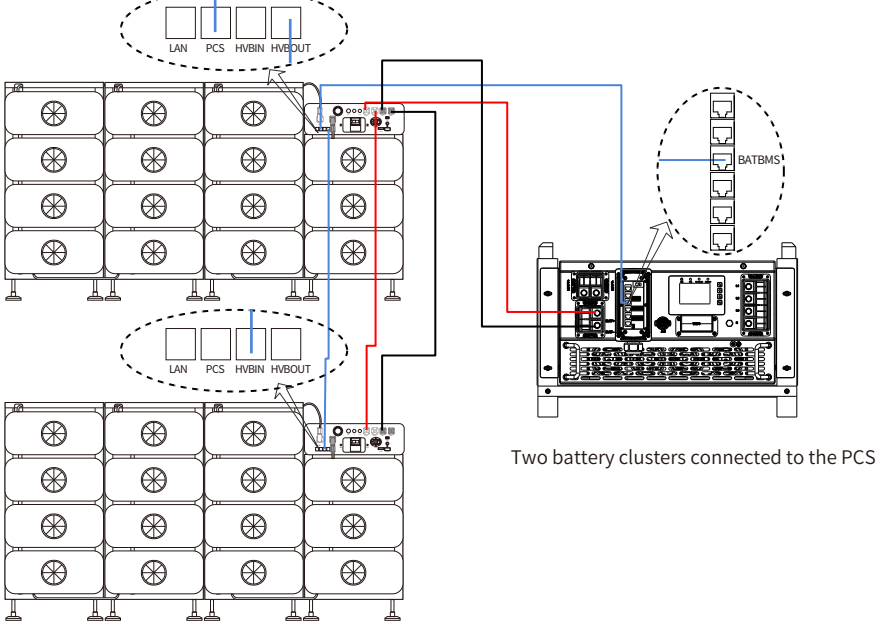 LAN PCS HVBIN HVBOUT
BATBMS
LAN PCS HVBIN HVBOUT
Two battery clusters connected to the PCS